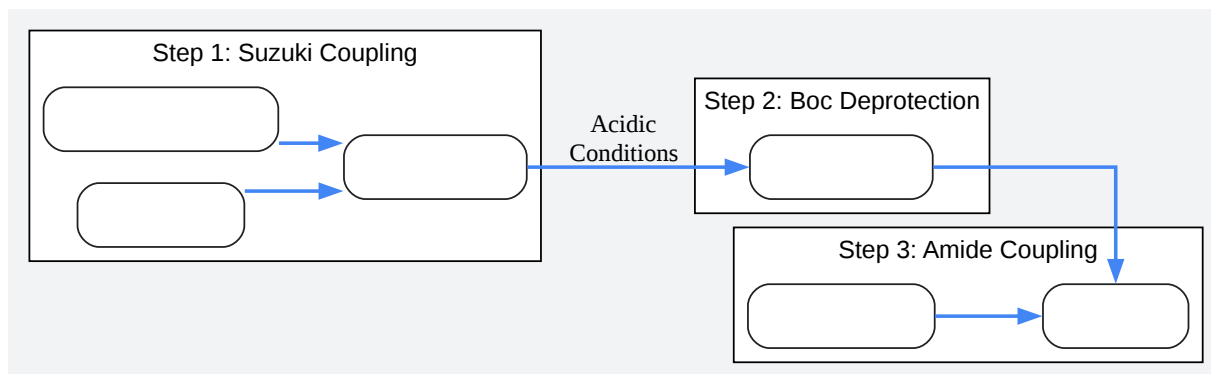 Step 1: Suzuki Coupling
Acidic
Conditions
Step 2: Boc Deprotection
Step 3: Amide Coupling